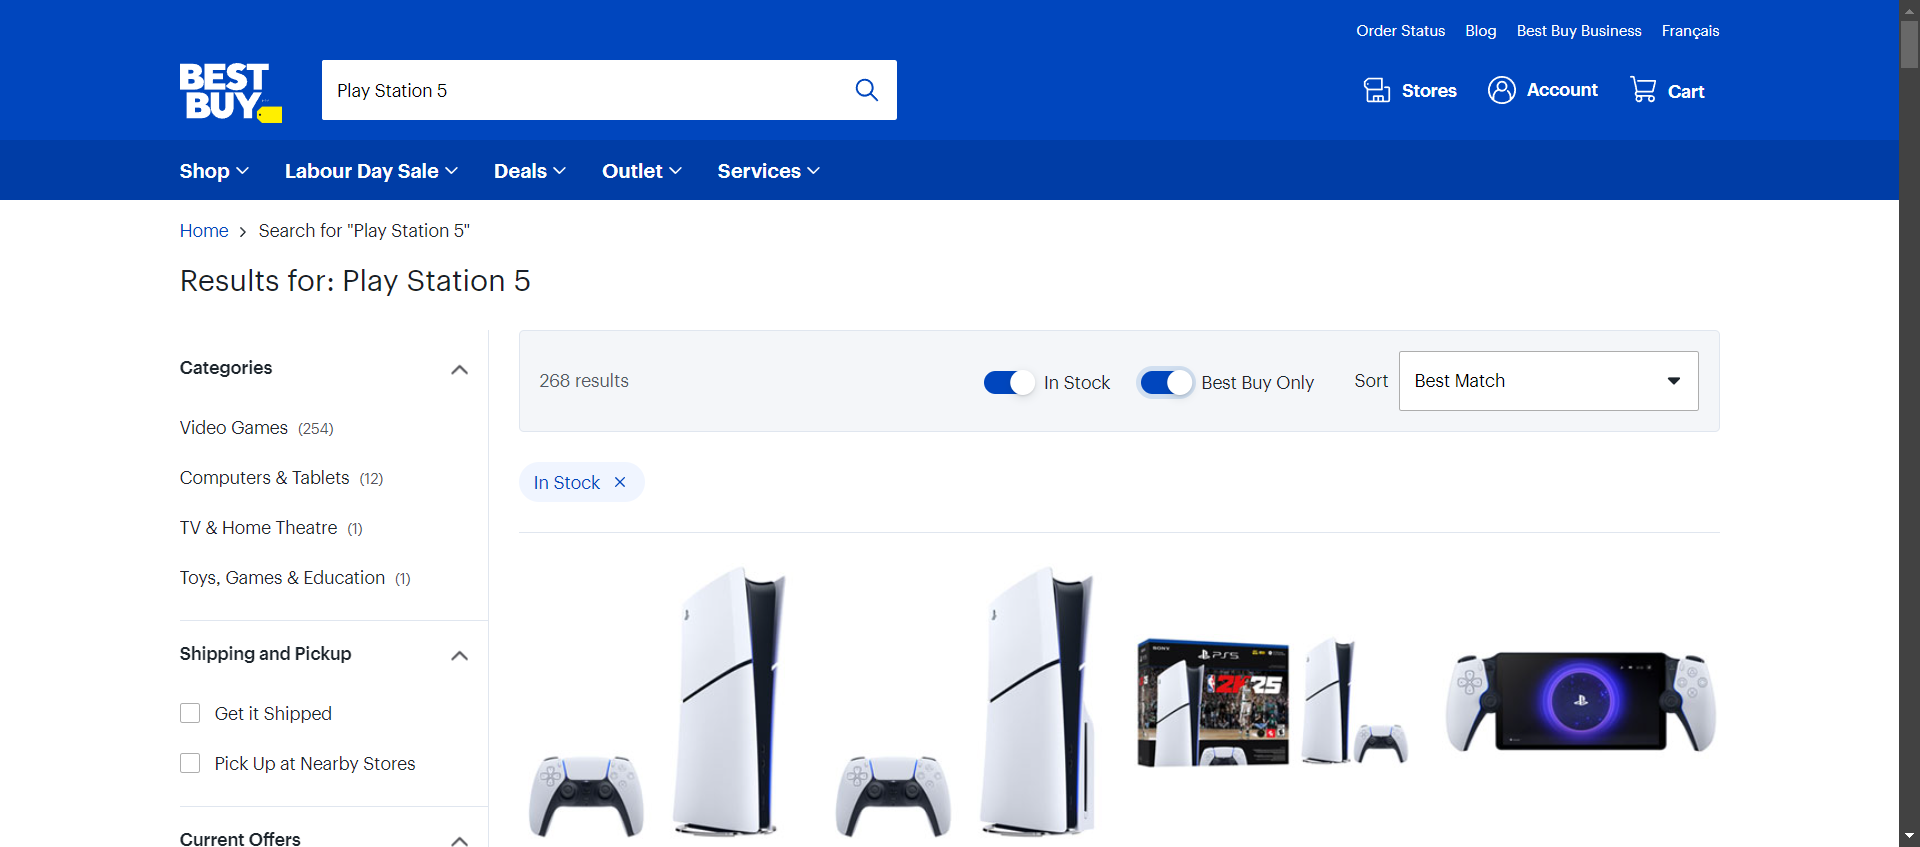 Order Status Blog Best Buy Business Français
BEST
BUY
Play Station 5
Stores Account Cart
Shop Labour Day Sale Deals Outlet Services
Home > Search for "Play Station 5"
Results for: Play Station 5
Categories
Video Games (254)
Computers & Tablets (12)
TV & Home Theatre (1)
Toys, Games & Education (1)
Shipping and Pickup
Get it Shipped
Pick Up at Nearby Stores
Current Offers
268 results In Stock Best Buy Only Sort Best Match
In Stock ×
SONY
PS5
2K25